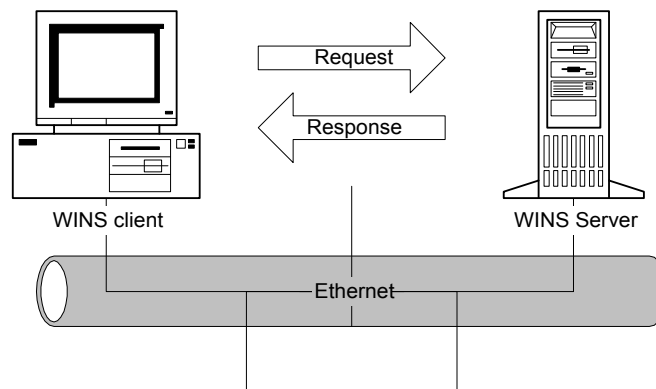 Request
Response
WINS client
WINS Server
Ethernet